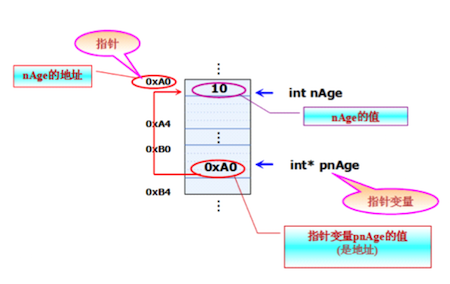 指针
nAge的地址
0xA0
10
int nAge
nAge的值
0xA4
0xB0
0xA0
int* pnAge
0xB4
指针变量
指针变量pnAge的值
(是地址)